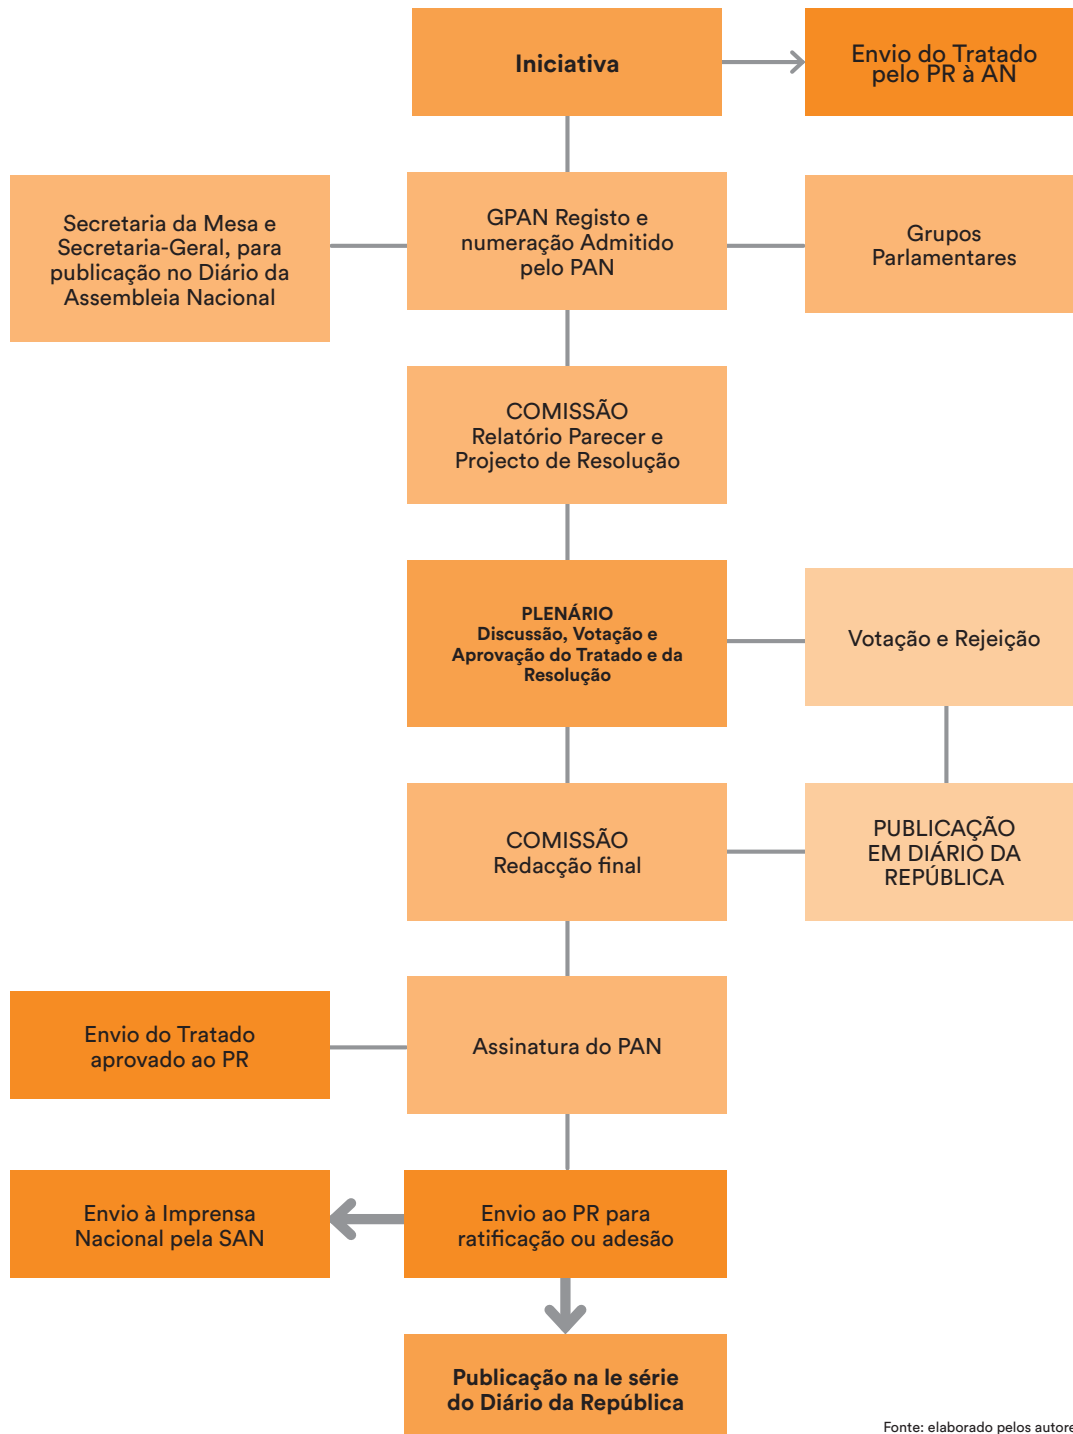 Iniciativa
Envio do Tratado
pelo PR à AN
Secretaria da Mesa e
Secretaria-Geral, para
publicação no Diário da
Assembleia Nacional
GPAN Registo e
numeração Admitido
pelo PAN
Grupos
Parlamentares
COMISSÃO
Relatório Parecer e
Projecto de Resolução
PLENÁRIO
Discussão, Votação e
Aprovação do Tratado e da
Resolução
Votação e Rejeição
COMISSÃO
Redacção final
PUBLICAÇÃO
EM DIÁRIO DA
REPÚBLICA
Envio do Tratado
aprovado ao PR
Assinatura do PAN
Envio à Imprensa
Nacional pela SAN
Envio ao PR para
ratificação ou adesão
Publicação na Ie série
do Diário da República
Fonte: elaborado pelos autore